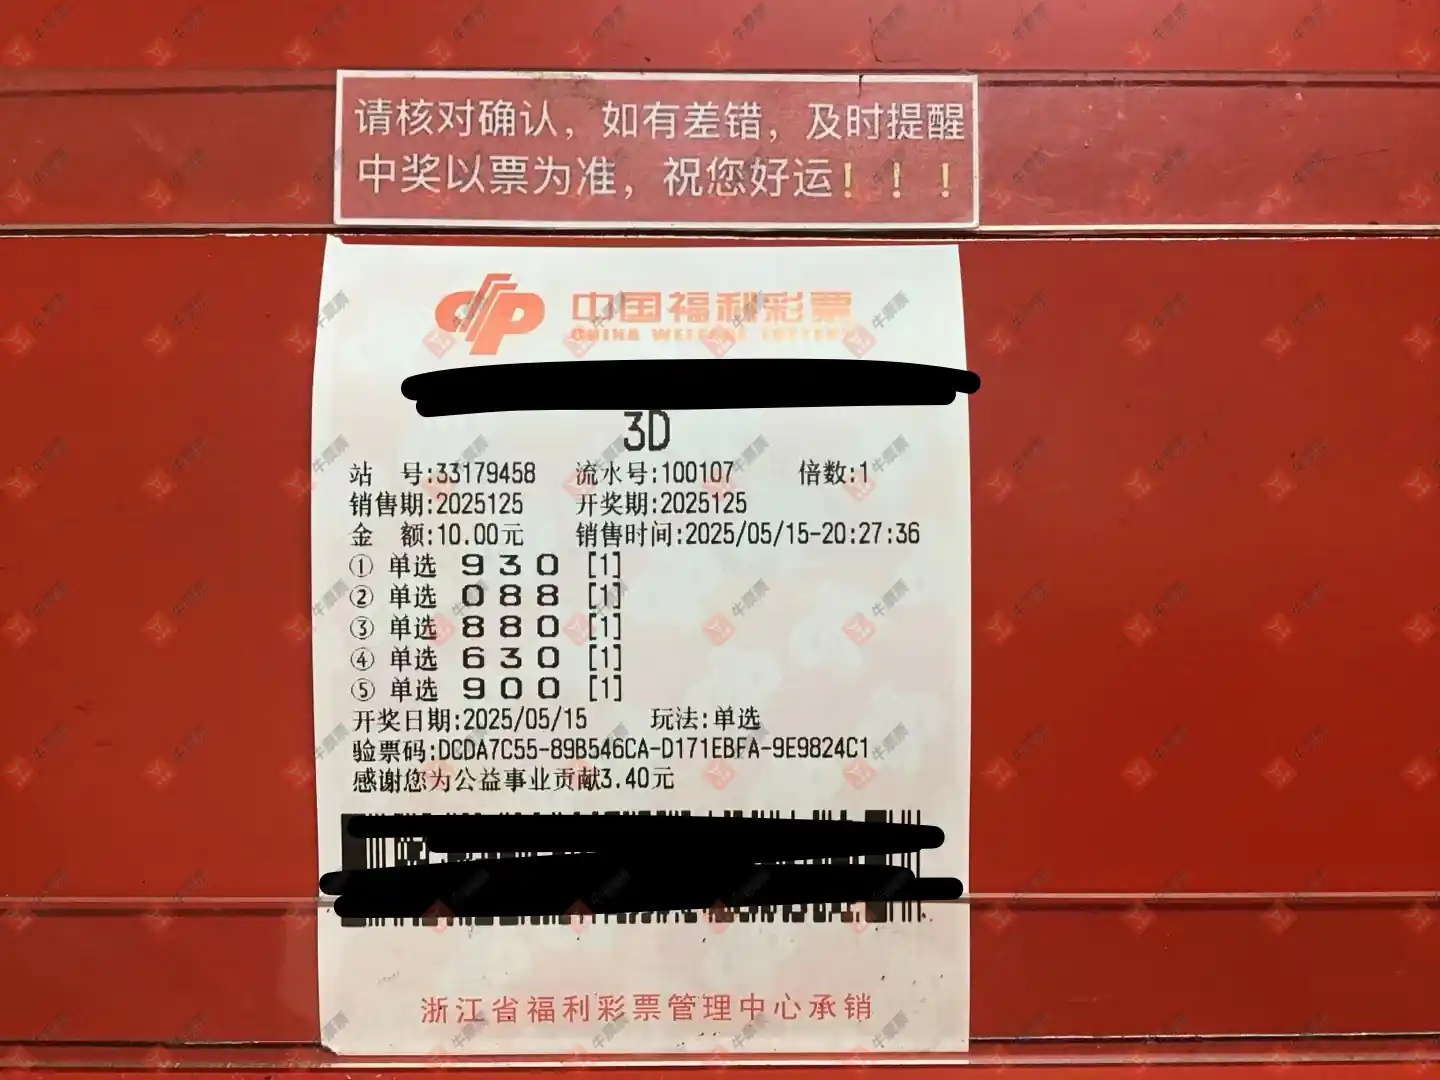 请核对确认，如有差错，及时提醒
中奖以票为准，祝您好运！！！
中国福利彩票
CHINA WELFARE LOTTERY
3D
站 号:33179458 流水号:100107 倍数:1
销售期:2025125 开奖期:2025125
金 额:10.00元 销售时间:2025/05/15-20:27:36
① 单选 9 3 0 [1]
② 单选 0 8 8 [1]
③ 单选 8 8 0 [1]
④ 单选 6 3 0 [1]
⑤ 单选 9 0 0 [1]
开奖日期:2025/05/15 玩法:单选
验票码:DCDA7C55-89B546CA-D171EBFA-9E9824C1
感谢您为公益事业贡献3.40元
浙江省福利彩票管理中心承销